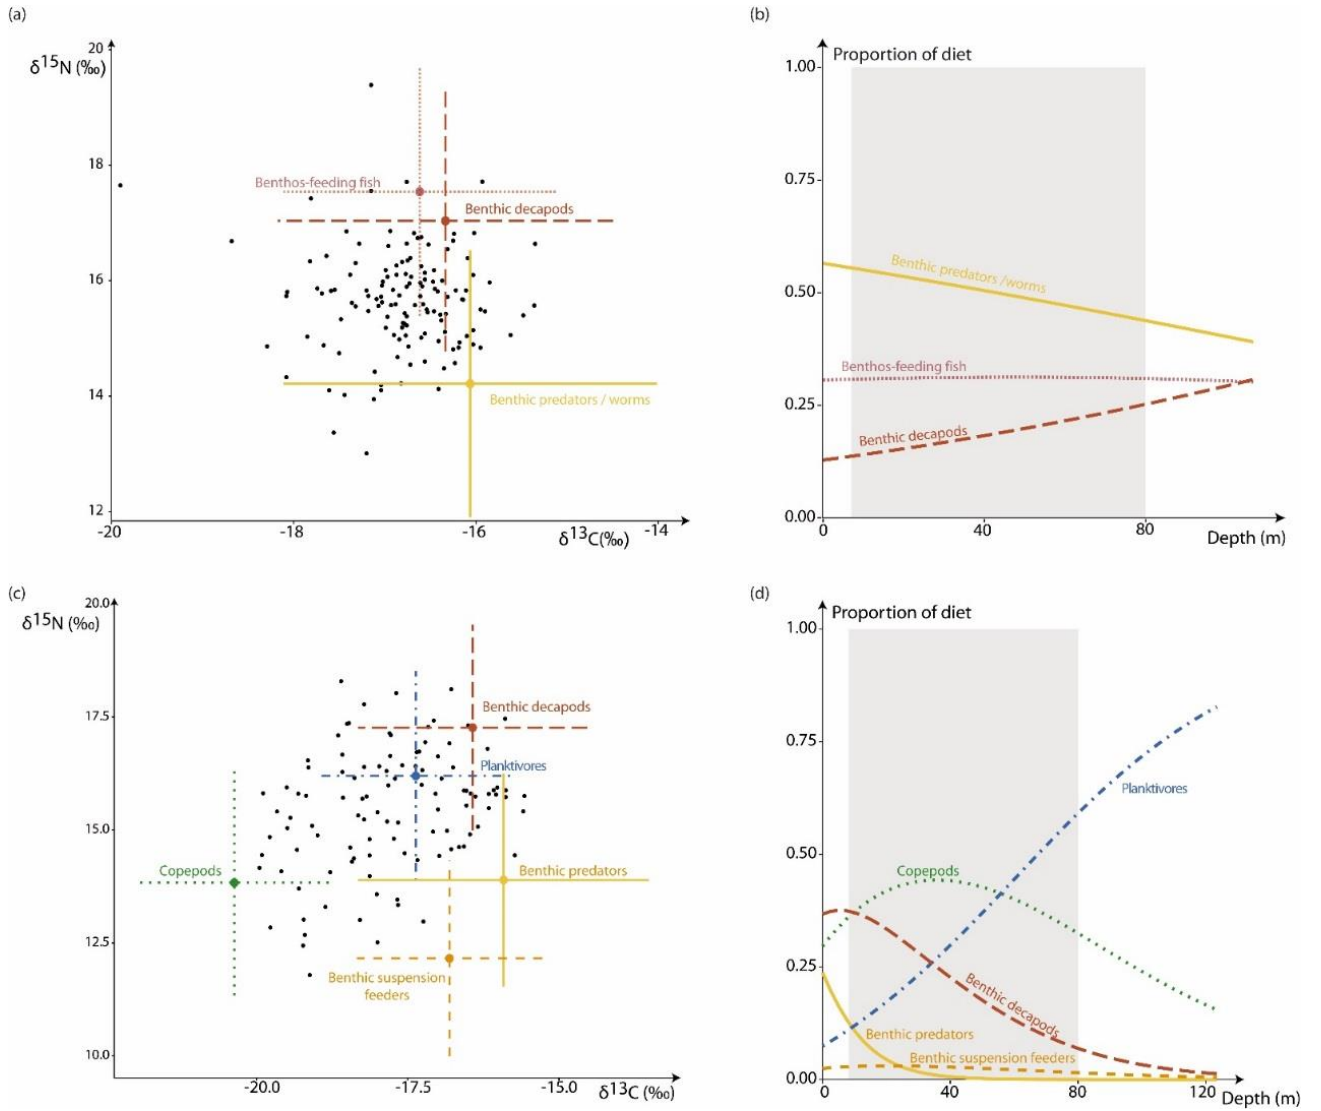 (a)
20
δ15N (‰)
18
Benthos-feeding fish
Benthic decapods
16
14
Benthic predators / worms
12
-20
-18
-16
-14
δ13C(‰)
(b)
Proportion of diet
1.00
0.75
Benthic predators /worms
0.50
Benthos-feeding fish
0.25
Benthic decapods
0.00
0
40
80
Depth (m)
(c)
20.0
δ15N (‰)
17.5
Benthic decapods
Planktivores
15.0
Copepods
Benthic predators
12.5
Benthic suspension
feeders
10.0
-20.0
-17.5
-15.0
δ13C (‰)
(d)
Proportion of diet
1.00
0.75
Planktivores
0.50
Copepods
0.25
Benthic decapods
Benthic predators
Benthic suspension feeders
0.00
0
40
80
120
Depth (m)